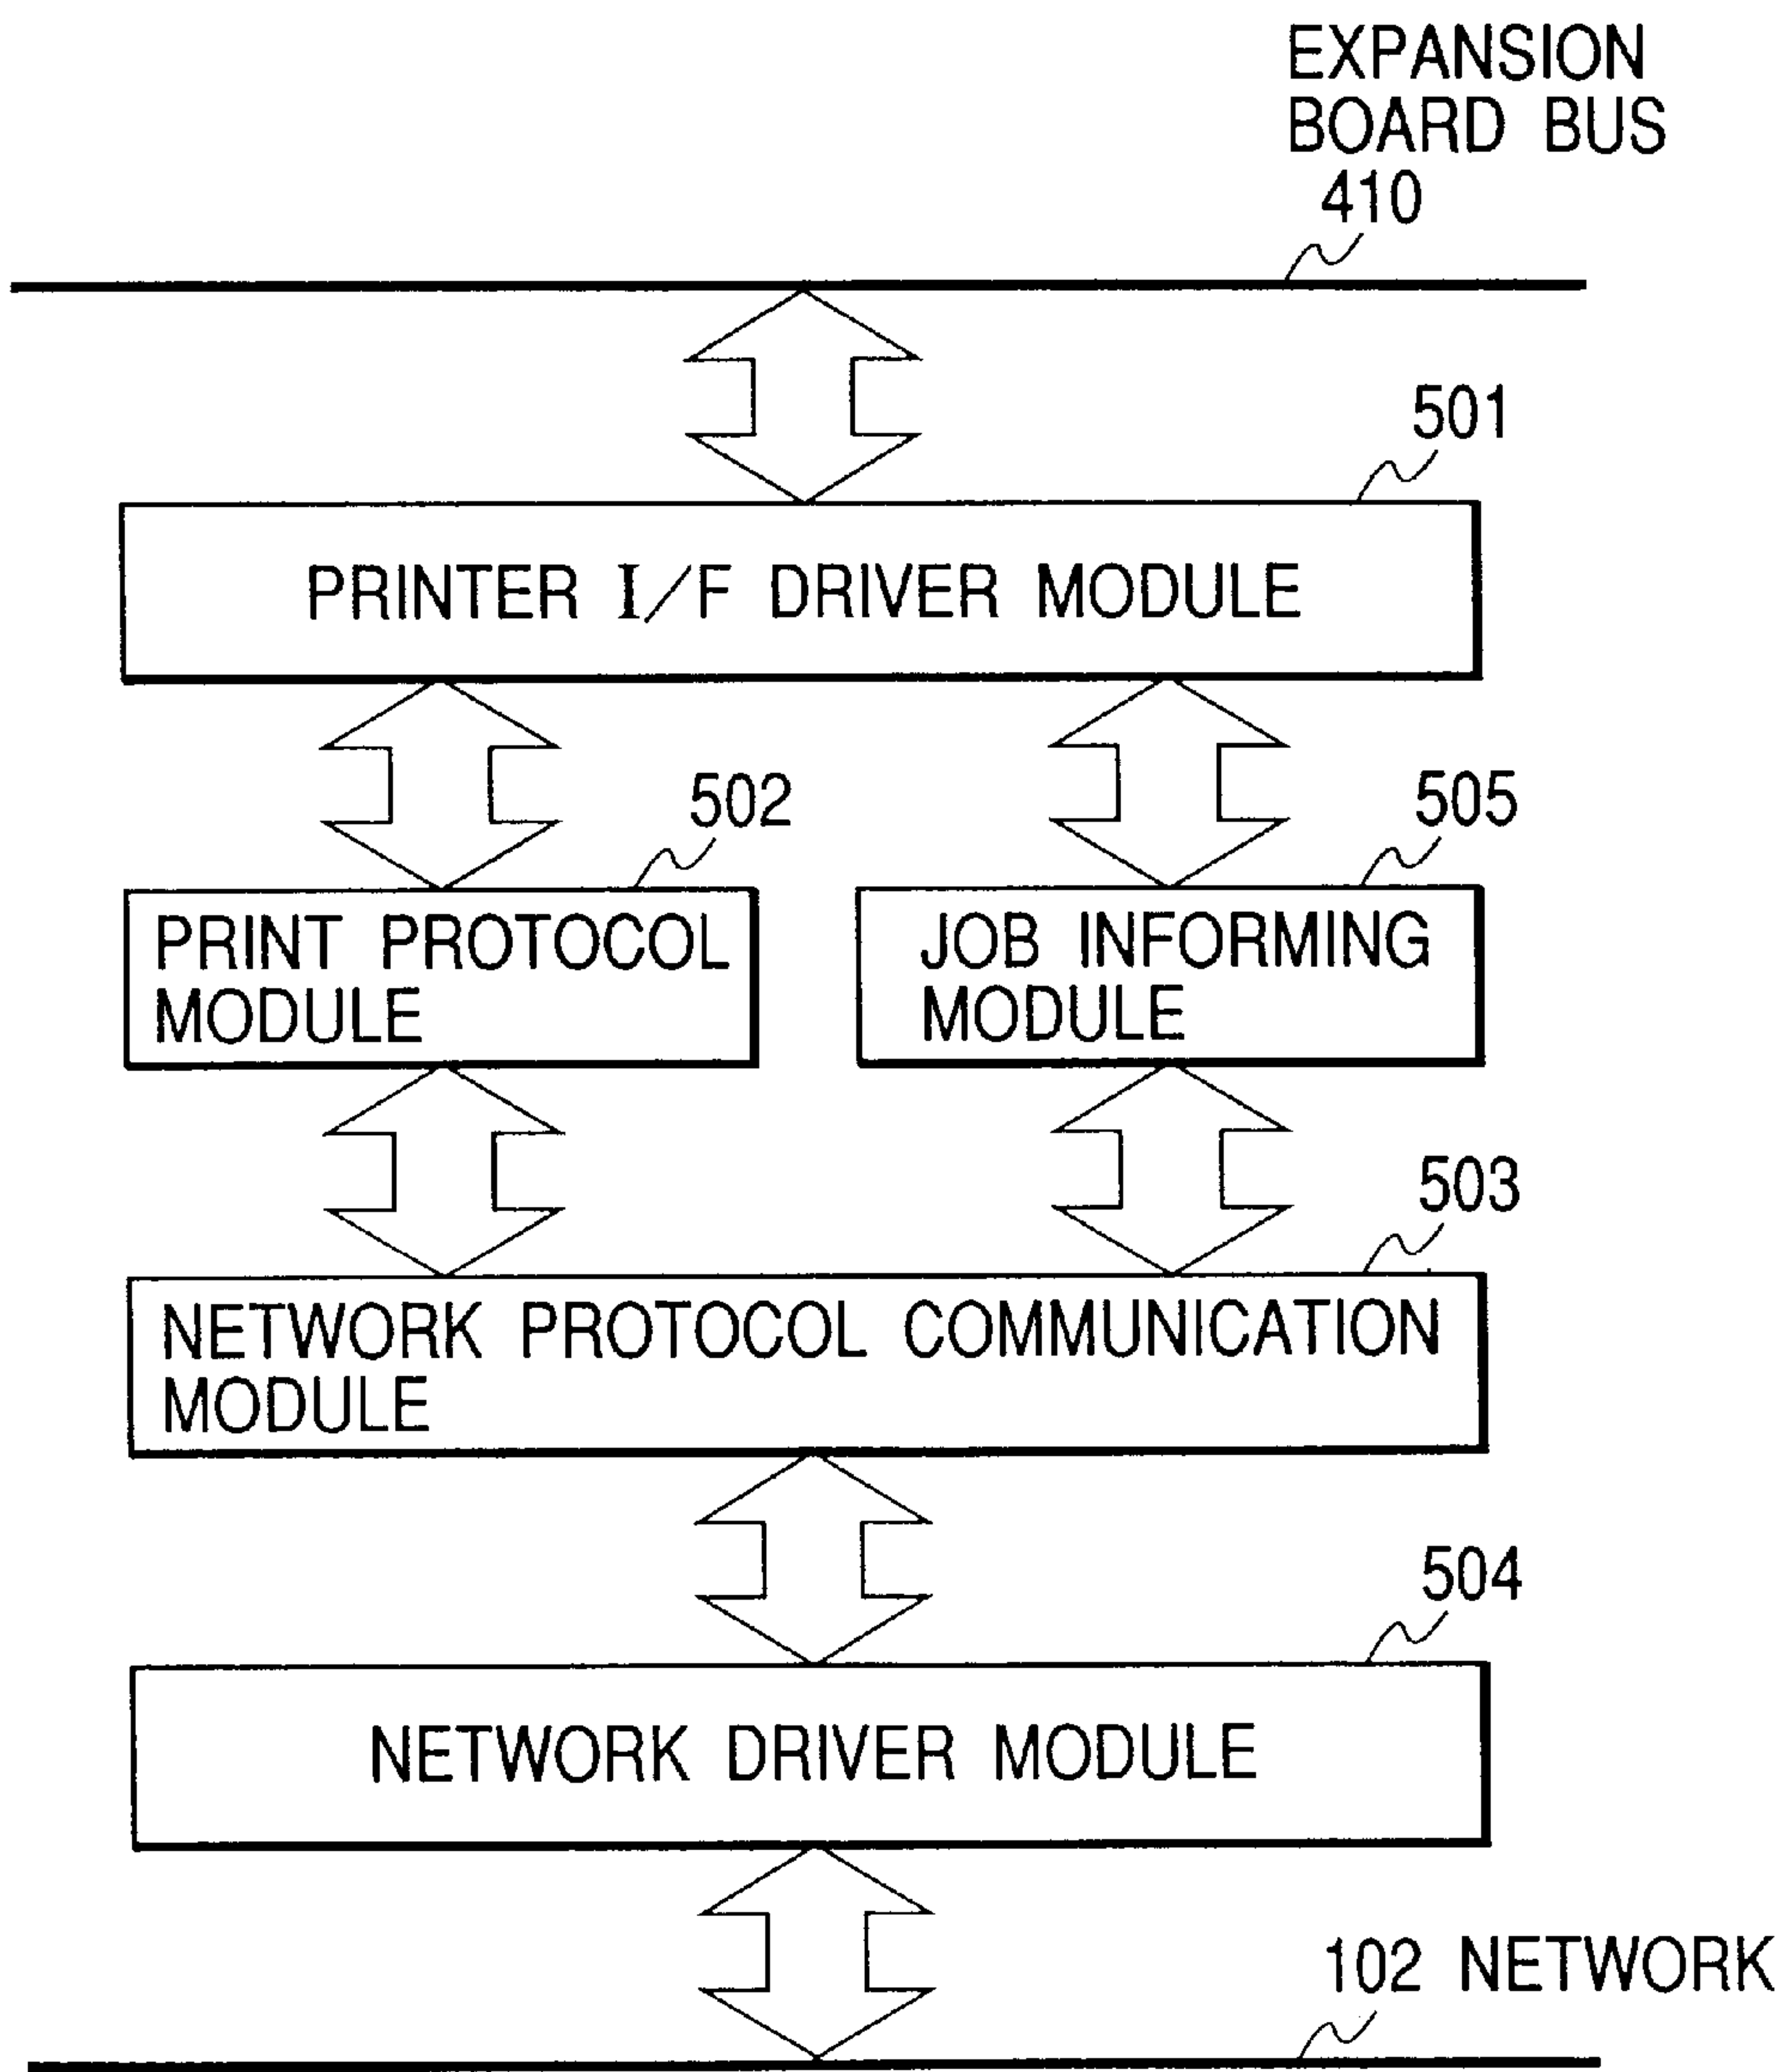 EXPANSION
BOARD BUS
410
501
PRINTER I/F DRIVER MODULE
502
505
PRINT PROTOCOL
MODULE
JOB INFORMING
MODULE
503
NETWORK PROTOCOL COMMUNICATION
MODULE
504
NETWORK DRIVER MODULE
102 NETWORK